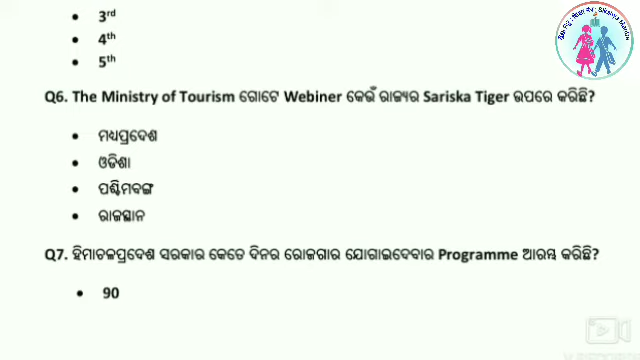 • 3rd
• 4th
• 5th
Q6. The Ministry of Tourism ଗୋଟେ Webiner କେଉଁ ରାଜ୍ୟର Sariska Tiger ଉପରେ କରିଛି?
• ମଧ୍ୟପ୍ରଦେଶ
• ଓଡିଶା
• ପଶ୍ଚିମବଙ୍ଗ
• ରାଜସ୍ଥାନ
Q7. ହିମାଚଳପ୍ରଦେଶ ସରକାର କେତେ ଦିନର ରୋଜଗାର ଯୋଗାଇଦେବାର Programme ଆରମ୍ଭ କରିଛି?
• 90